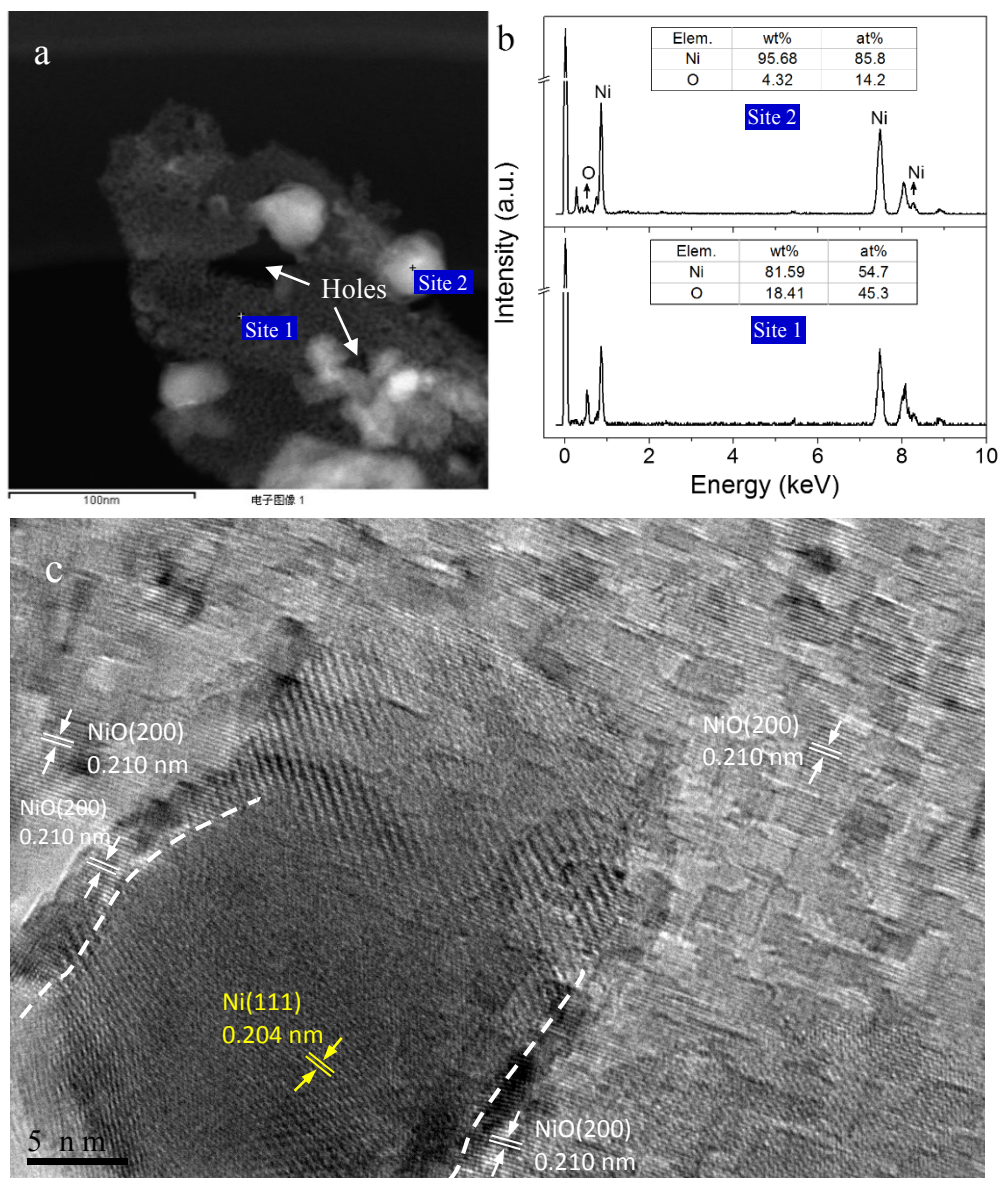 a
Holes
Site 1
Site 2
100nm
电子图像 1
b
Elem. wt% at%
Ni 95.68 85.8
O 4.32 14.2
Site 2
Ni
O
Ni
Ni
Elem. wt% at%
Ni 81.59 54.7
O 18.41 45.3
Site 1
Intensity (a.u.)
0 2 4 6 8 10
Energy (keV)
c
NiO(200)
0.210 nm
NiO(200)
0.210 nm
NiO(200)
0.210 nm
Ni(111)
0.204 nm
NiO(200)
0.210 nm
5 nm